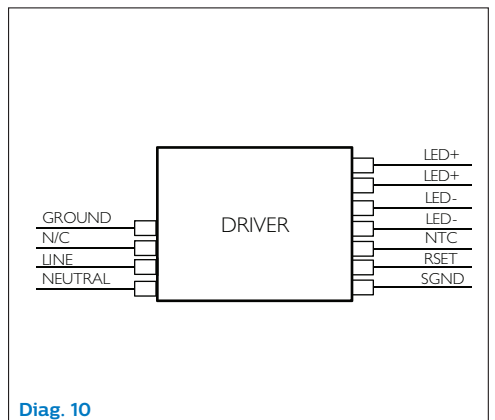 GROUND
N/C
LINE
NEUTRAL
DRIVER
LED+
LED+
LED-
LED-
NTC
RSET
SGND
Diag. 10